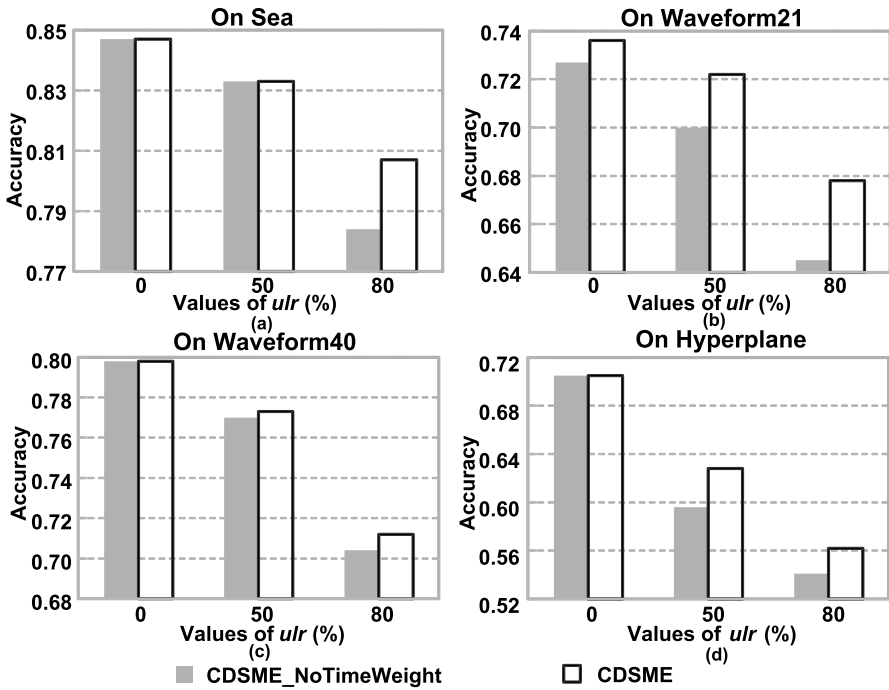 On Sea
Accuracy
0.85
0.83
0.81
0.79
0.77
0 50 80
Values of ulr (%)
(a)
On Waveform21
Accuracy
0.74
0.72
0.70
0.68
0.66
0.64
0 50 80
Values of ulr (%)
(b)
On Waveform40
Accuracy
0.80
0.78
0.76
0.74
0.72
0.70
0.68
0 50 80
Values of ulr (%)
(c)
On Hyperplane
Accuracy
0.72
0.68
0.64
0.60
0.56
0.52
0 50 80
Values of ulr (%)
(d)
CDSME_NoTimeWeight
CDSME